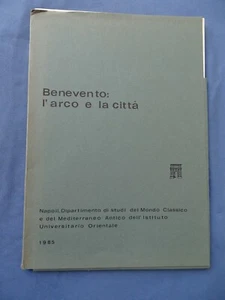 Benevento:
l'arco e la città
Napoli, Dipartimento di studi del Mondo Classico
e del Mediterraneo Antico dell'Istituto
Universitario Orientale
1985